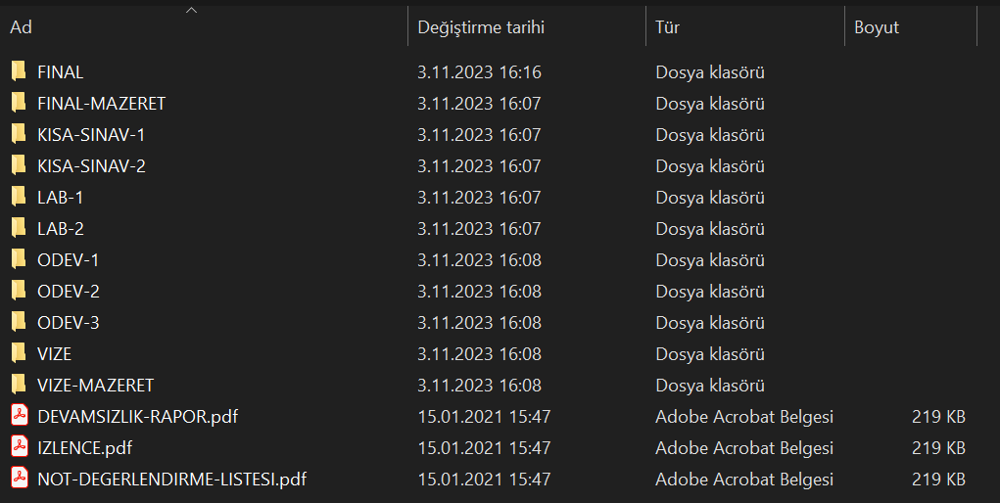 Ad Değiştirme tarihi Tür Boyut
FINAL 3.11.2023 16:16 Dosya klasörü
FINAL-MAZERET 3.11.2023 16:07 Dosya klasörü
KISA-SINAV-1 3.11.2023 16:07 Dosya klasörü
KISA-SINAV-2 3.11.2023 16:07 Dosya klasörü
LAB-1 3.11.2023 16:07 Dosya klasörü
LAB-2 3.11.2023 16:07 Dosya klasörü
ODEV-1 3.11.2023 16:08 Dosya klasörü
ODEV-2 3.11.2023 16:08 Dosya klasörü
ODEV-3 3.11.2023 16:08 Dosya klasörü
VIZE 3.11.2023 16:08 Dosya klasörü
VIZE-MAZERET 3.11.2023 16:08 Dosya klasörü
DEVAMSIZLIK-RAPOR.pdf 15.01.2021 15:47 Adobe Acrobat Belgesi 219 KB
IZLENCE.pdf 15.01.2021 15:47 Adobe Acrobat Belgesi 219 KB
NOT-DEGERLENDIRME-LISTESI.pdf 15.01.2021 15:47 Adobe Acrobat Belgesi 219 KB